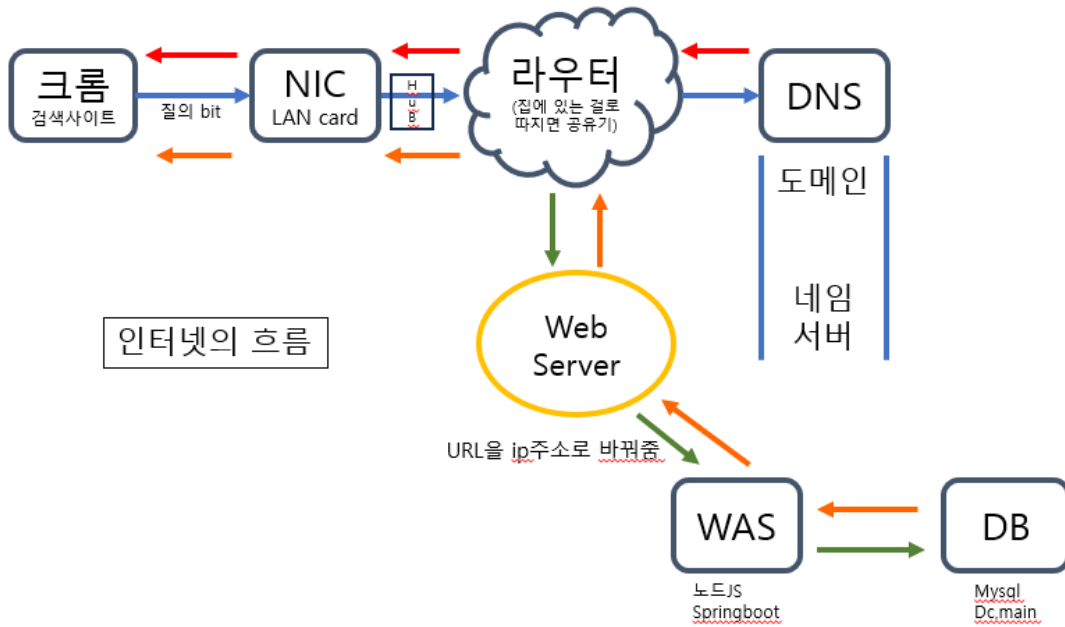 크롬
검색사이트
질의 bit
NIC
LAN card
H
u
B
라우터
(집에 있는 걸로
따지면 공유기)
DNS
도메인
네임
서버
인터넷의 흐름
Web
Server
URL을 ip주소로 바꿔줌
WAS
노드JS
Springboot
DB
Mysql
Dc,main